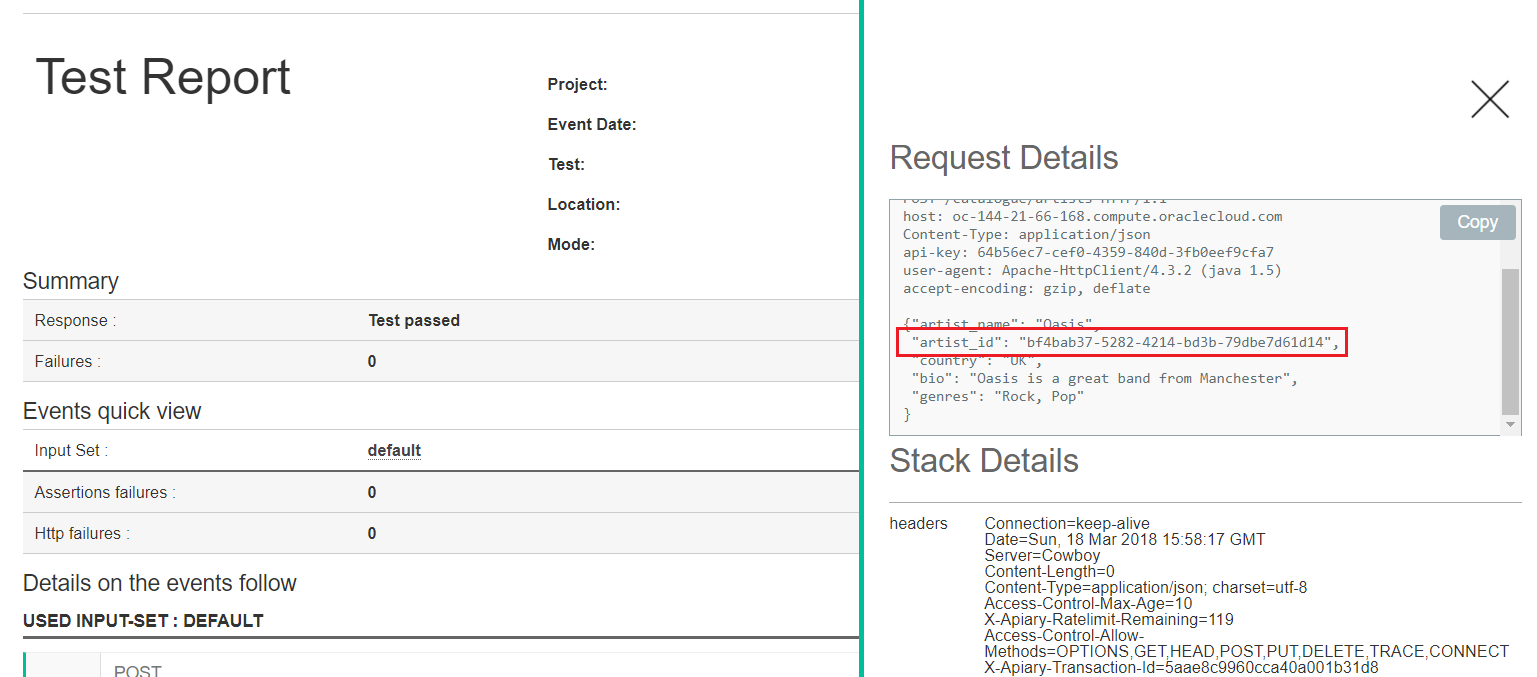 Test Report
Project:
Event Date:
Test:
Location:
Mode:
Summary
Response : Test passed
Failures : 0
Events quick view
Input Set : default
Assertions failures : 0
Http failures : 0
Details on the events follow
USED INPUT-SET : DEFAULT
POST
Request Details
POST /catalogue/artists HTTP/1.1
Copy
host: oc-144-21-66-168.compute.oraclecloud.com
Content-Type: application/json
api-key: 64b56ec7-cef0-4359-840d-3fb0eef9cfa7
user-agent: Apache-HttpClient/4.3.2 (java 1.5)
accept-encoding: gzip, deflate
{"artist_name": "Oasis",
"artist_id": "bf4bab37-5282-4214-bd3b-79dbe7d61d14",
"country": "UK",
"bio": "Oasis is a great band from Manchester",
"genres": "Rock, Pop"
}
Stack Details
headers Connection=keep-alive
Date=Sun, 18 Mar 2018 15:58:17 GMT
Server=Cowboy
Content-Length=0
Content-Type=application/json; charset=utf-8
Access-Control-Max-Age=10
X-Apiary-Ratelimit-Remaining=119
Access-Control-Allow-
Methods=OPTIONS,GET,HEAD,POST,PUT,DELETE,TRACE,CONNECT
X-Apiary-Transaction-Id=5aae8c9960cca40a001b31d8